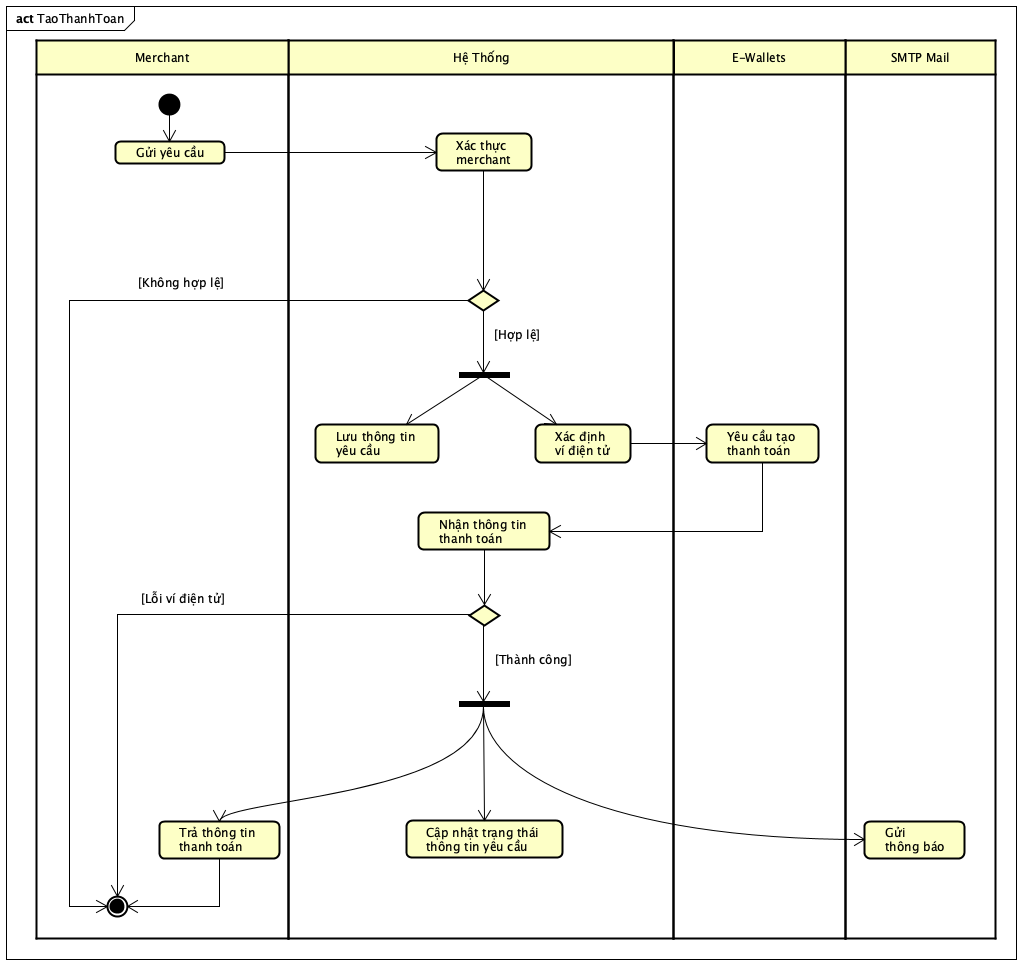 act TaoThanhToan
Merchant
Hệ Thống
E-Wallets
SMTP Mail
Gửi yêu cầu
Xác thực
merchant
[Không hợp lệ]
[Hợp lệ]
Lưu thông tin
yêu cầu
Xác định
ví điện tử
Yêu cầu tạo
thanh toán
Nhận thông tin
thanh toán
[Lỗi ví điện tử]
[Thành công]
Trả thông tin
thanh toán
Cập nhật trạng thái
thông tin yêu cầu
Gửi
thông báo